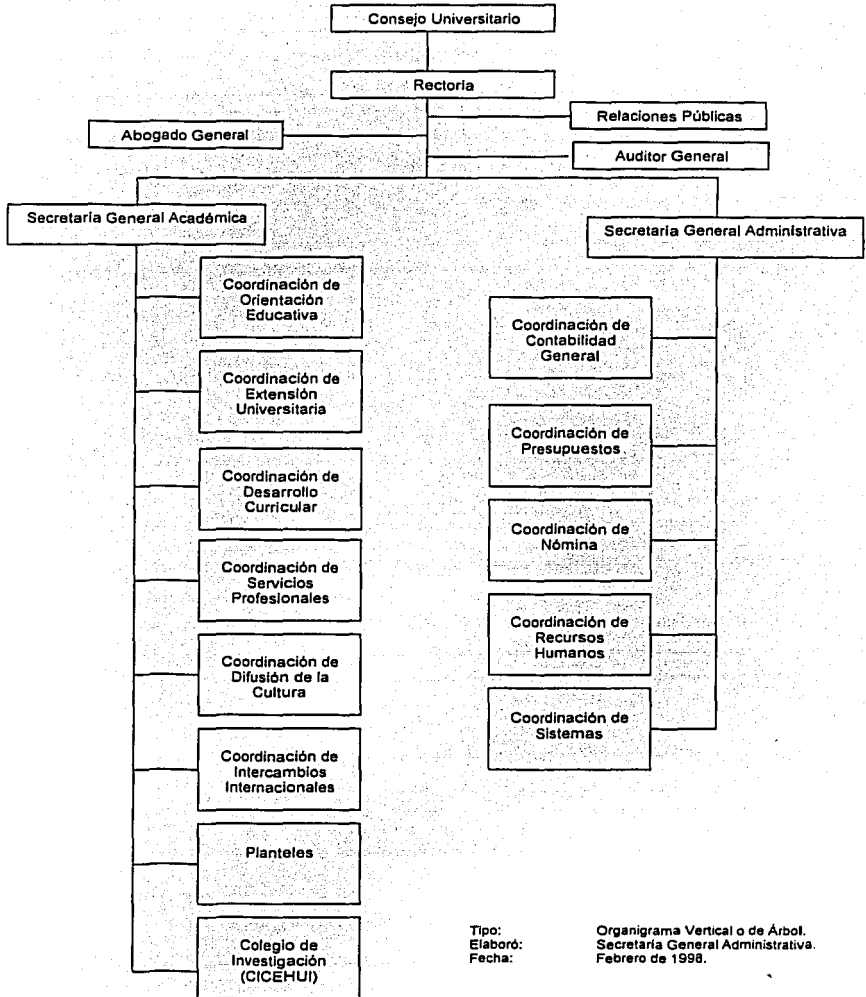 Consejo Universitario
Rectoría
Relaciones Públicas
Abogado General
Auditor General
Secretaría General Académica
Secretaría General Administrativa
Coordinación de
Orientación
Educativa
Coordinación de
Extensión
Universitaria
Coordinación de
Desarrollo
Curricular
Coordinación de
Servicios
Profesionales
Coordinación de
Difusión de la
Cultura
Coordinación de
Intercambios
Internacionales
Planteles
Colegio de
Investigación
(CICEHUI)
Coordinación de
Contabilidad
General
Coordinación de
Presupuestos
Coordinación de
Nómina
Coordinación de
Recursos
Humanos
Coordinación de
Sistemas
Tipo: Organigrama Vertical o de Árbol.
Elaboró: Secretaría General Administrativa.
Fecha: Febrero de 1998.